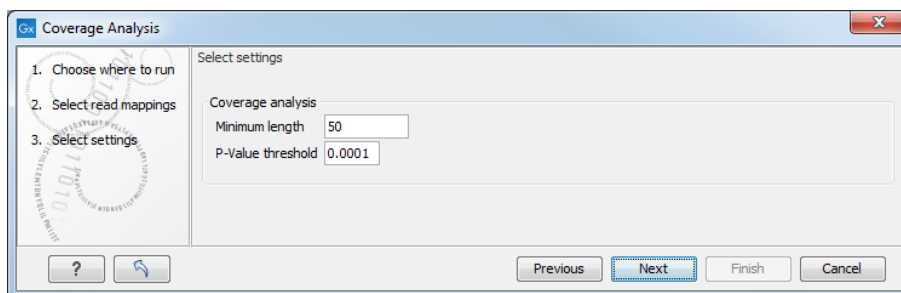 Gx Coverage Analysis
X
1. Choose where to run
2. Select read mappings
3. Select settings
Select settings
Coverage analysis
Minimum length 50
P-Value threshold 0.0001
?
Previous Next Finish Cancel